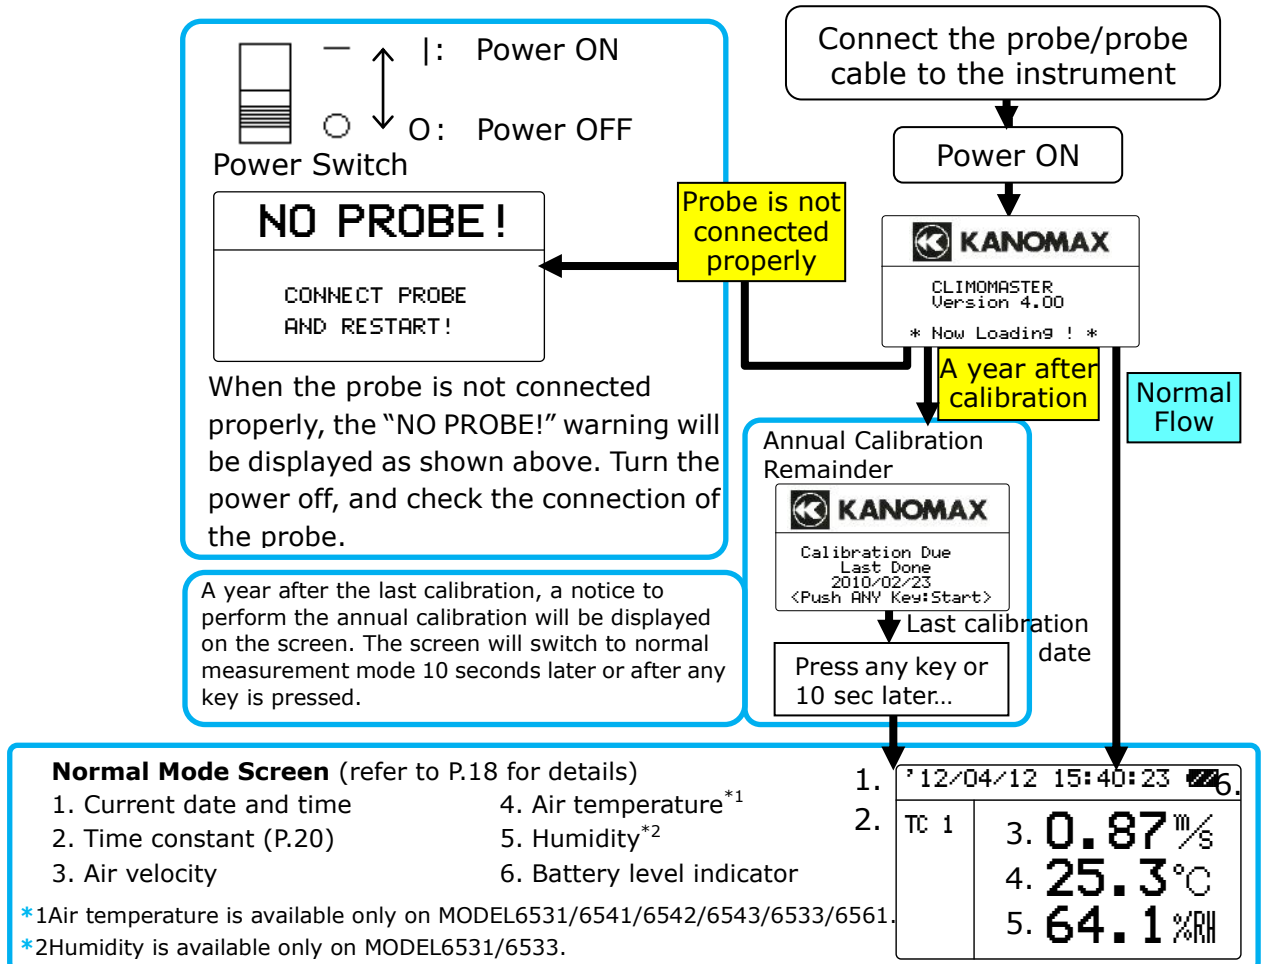 |: Power ON
O: Power OFF
Power Switch
NO PROBE!
CONNECT PROBE
AND RESTART!
When the probe is not connected
properly, the “NO PROBE!” warning will
be displayed as shown above. Turn the
power off, and check the connection of
the probe.
Connect the probe/probe
cable to the instrument
Power ON
KANOMAX
CLIMOMASTER
Version 4.00
* Now Loading ! *
Probe is not
connected
properly
A year after
calibration
Normal
Flow
Annual Calibration
Remainder
KANOMAX
Calibration Due
Last Done
2010/02/23
<Push ANY Key:Start>
Last calibration
date
Press any key or
10 sec later…
A year after the last calibration, a notice to
perform the annual calibration will be displayed
on the screen. The screen will switch to normal
measurement mode 10 seconds later or after any
key is pressed.
Normal Mode Screen (refer to P.18 for details)
1. Current date and time
2. Time constant (P.20)
3. Air velocity
4. Air temperature*1
5. Humidity*2
6. Battery level indicator
*1Air temperature is available only on MODEL6531/6541/6542/6543/6533/6561.
*2Humidity is available only on MODEL6531/6533.
1. '12/04/12 15:40:23 6.
2. TC 1
3. 0.87 m/s
4. 25.3 °C
5. 64.1 %RH